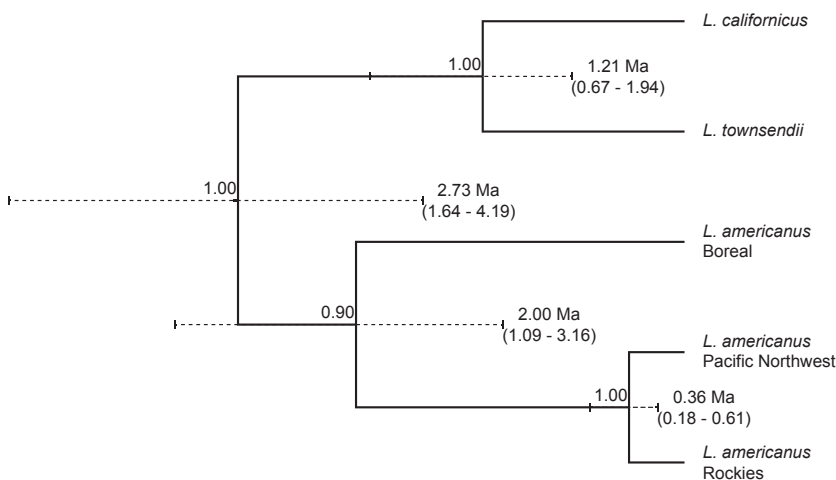 L. californicus
1.00
1.21 Ma
(0.67 - 1.94)
L. townsendii
1.00
2.73 Ma
(1.64 - 4.19)
L. americanus
Boreal
0.90
2.00 Ma
(1.09 - 3.16)
L. americanus
Pacific Northwest
1.00
0.36 Ma
(0.18 - 0.61)
L. americanus
Rockies